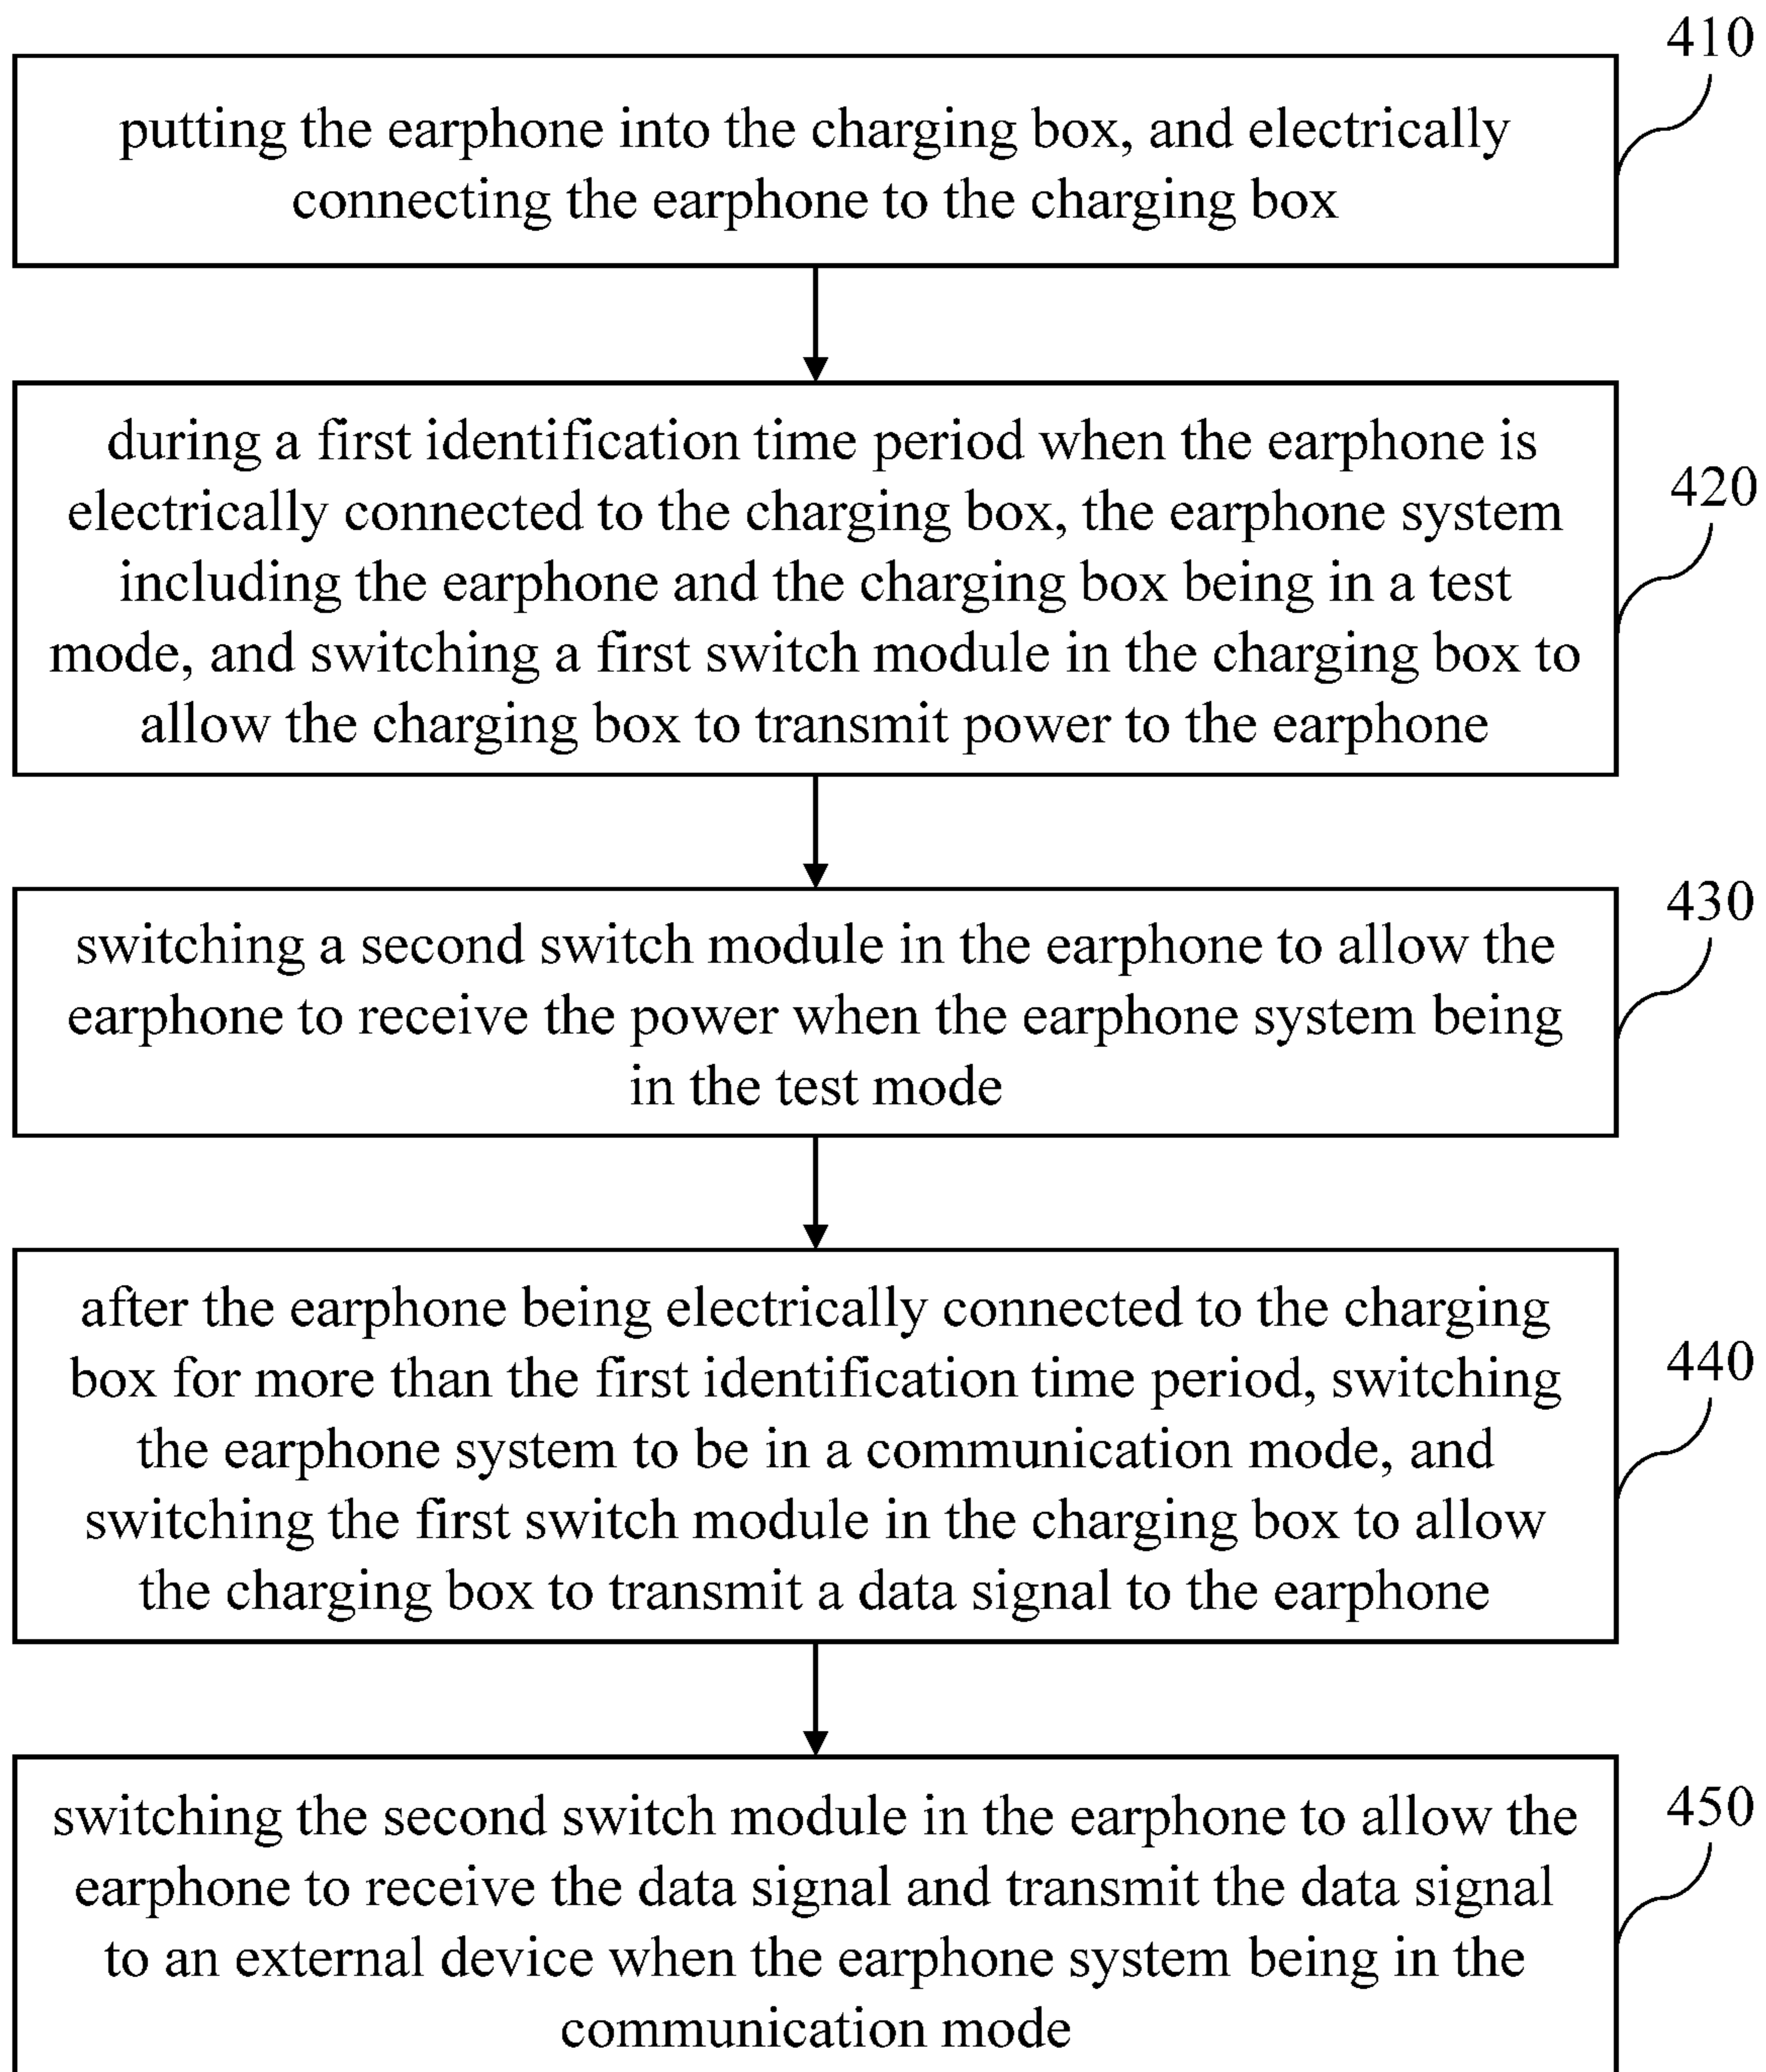 410
putting the earphone into the charging box, and electrically
connecting the earphone to the charging box
during a first identification time period when the earphone is
electrically connected to the charging box, the earphone system
including the earphone and the charging box being in a test
mode, and switching a first switch module in the charging box to
allow the charging box to transmit power to the earphone
420
switching a second switch module in the earphone to allow the
earphone to receive the power when the earphone system being
in the test mode
430
after the earphone being electrically connected to the charging
box for more than the first identification time period, switching
the earphone system to be in a communication mode, and
switching the first switch module in the charging box to allow
the charging box to transmit a data signal to the earphone
440
switching the second switch module in the earphone to allow the
earphone to receive the data signal and transmit the data signal
to an external device when the earphone system being in the
communication mode
450